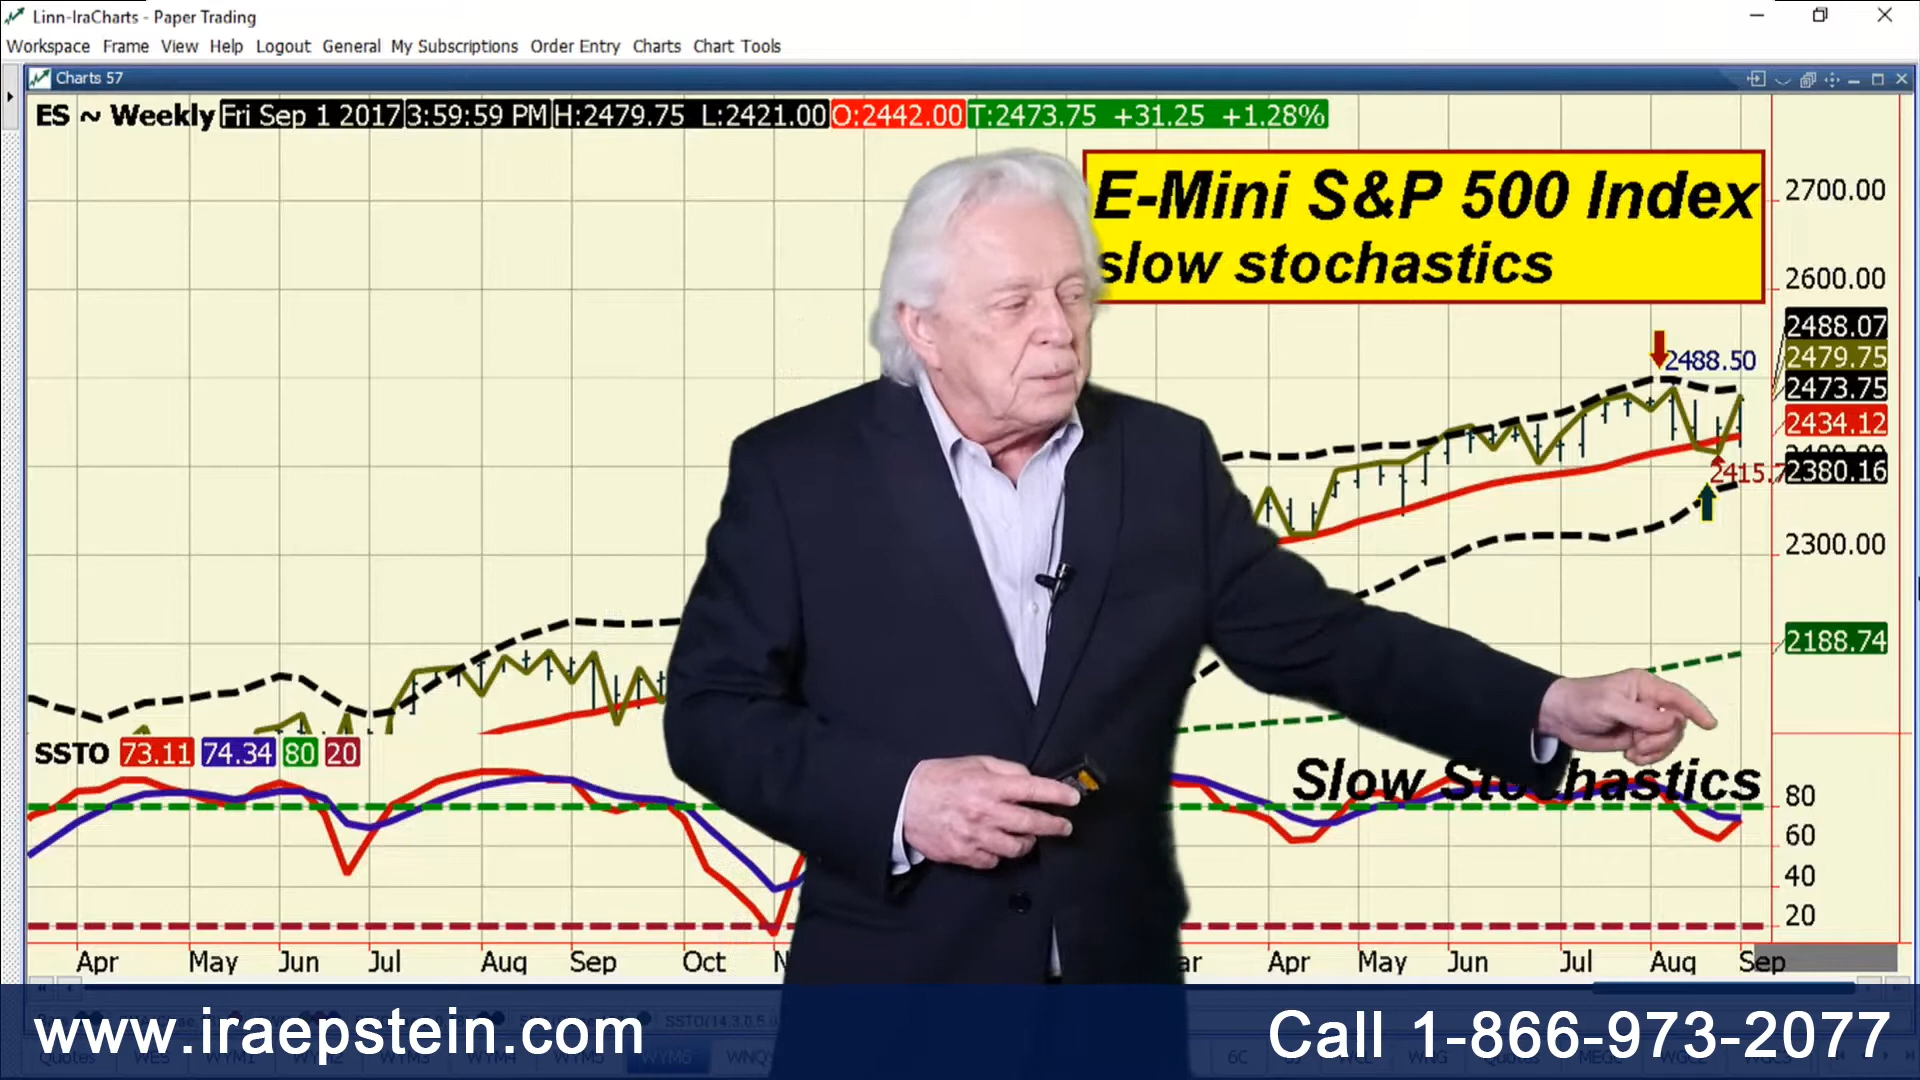 Linn-IraCharts - Paper Trading
Workspace Frame View Help Logout General My Subscriptions Order Entry Charts Chart Tools
Charts 57
ES ~ Weekly Fri Sep 1 2017 3:59:59 PM H:2479.75 L:2421.00 O:2442.00 T:2473.75 +31.25 +1.28%
E-Mini S&P 500 Index
slow stochastics
2700.00
2600.00
2488.07
2488.50
2479.75
2473.75
2434.12
2380.16
2415.7
2300.00
2188.74
SSTO 73.11 74.34 80 20
Slow Stochastics
80
60
40
20
Apr May Jun Jul Aug Sep Oct N ar Apr May Jun Jul Aug Sep
www.iraepstein.com
Call 1-866-973-2077